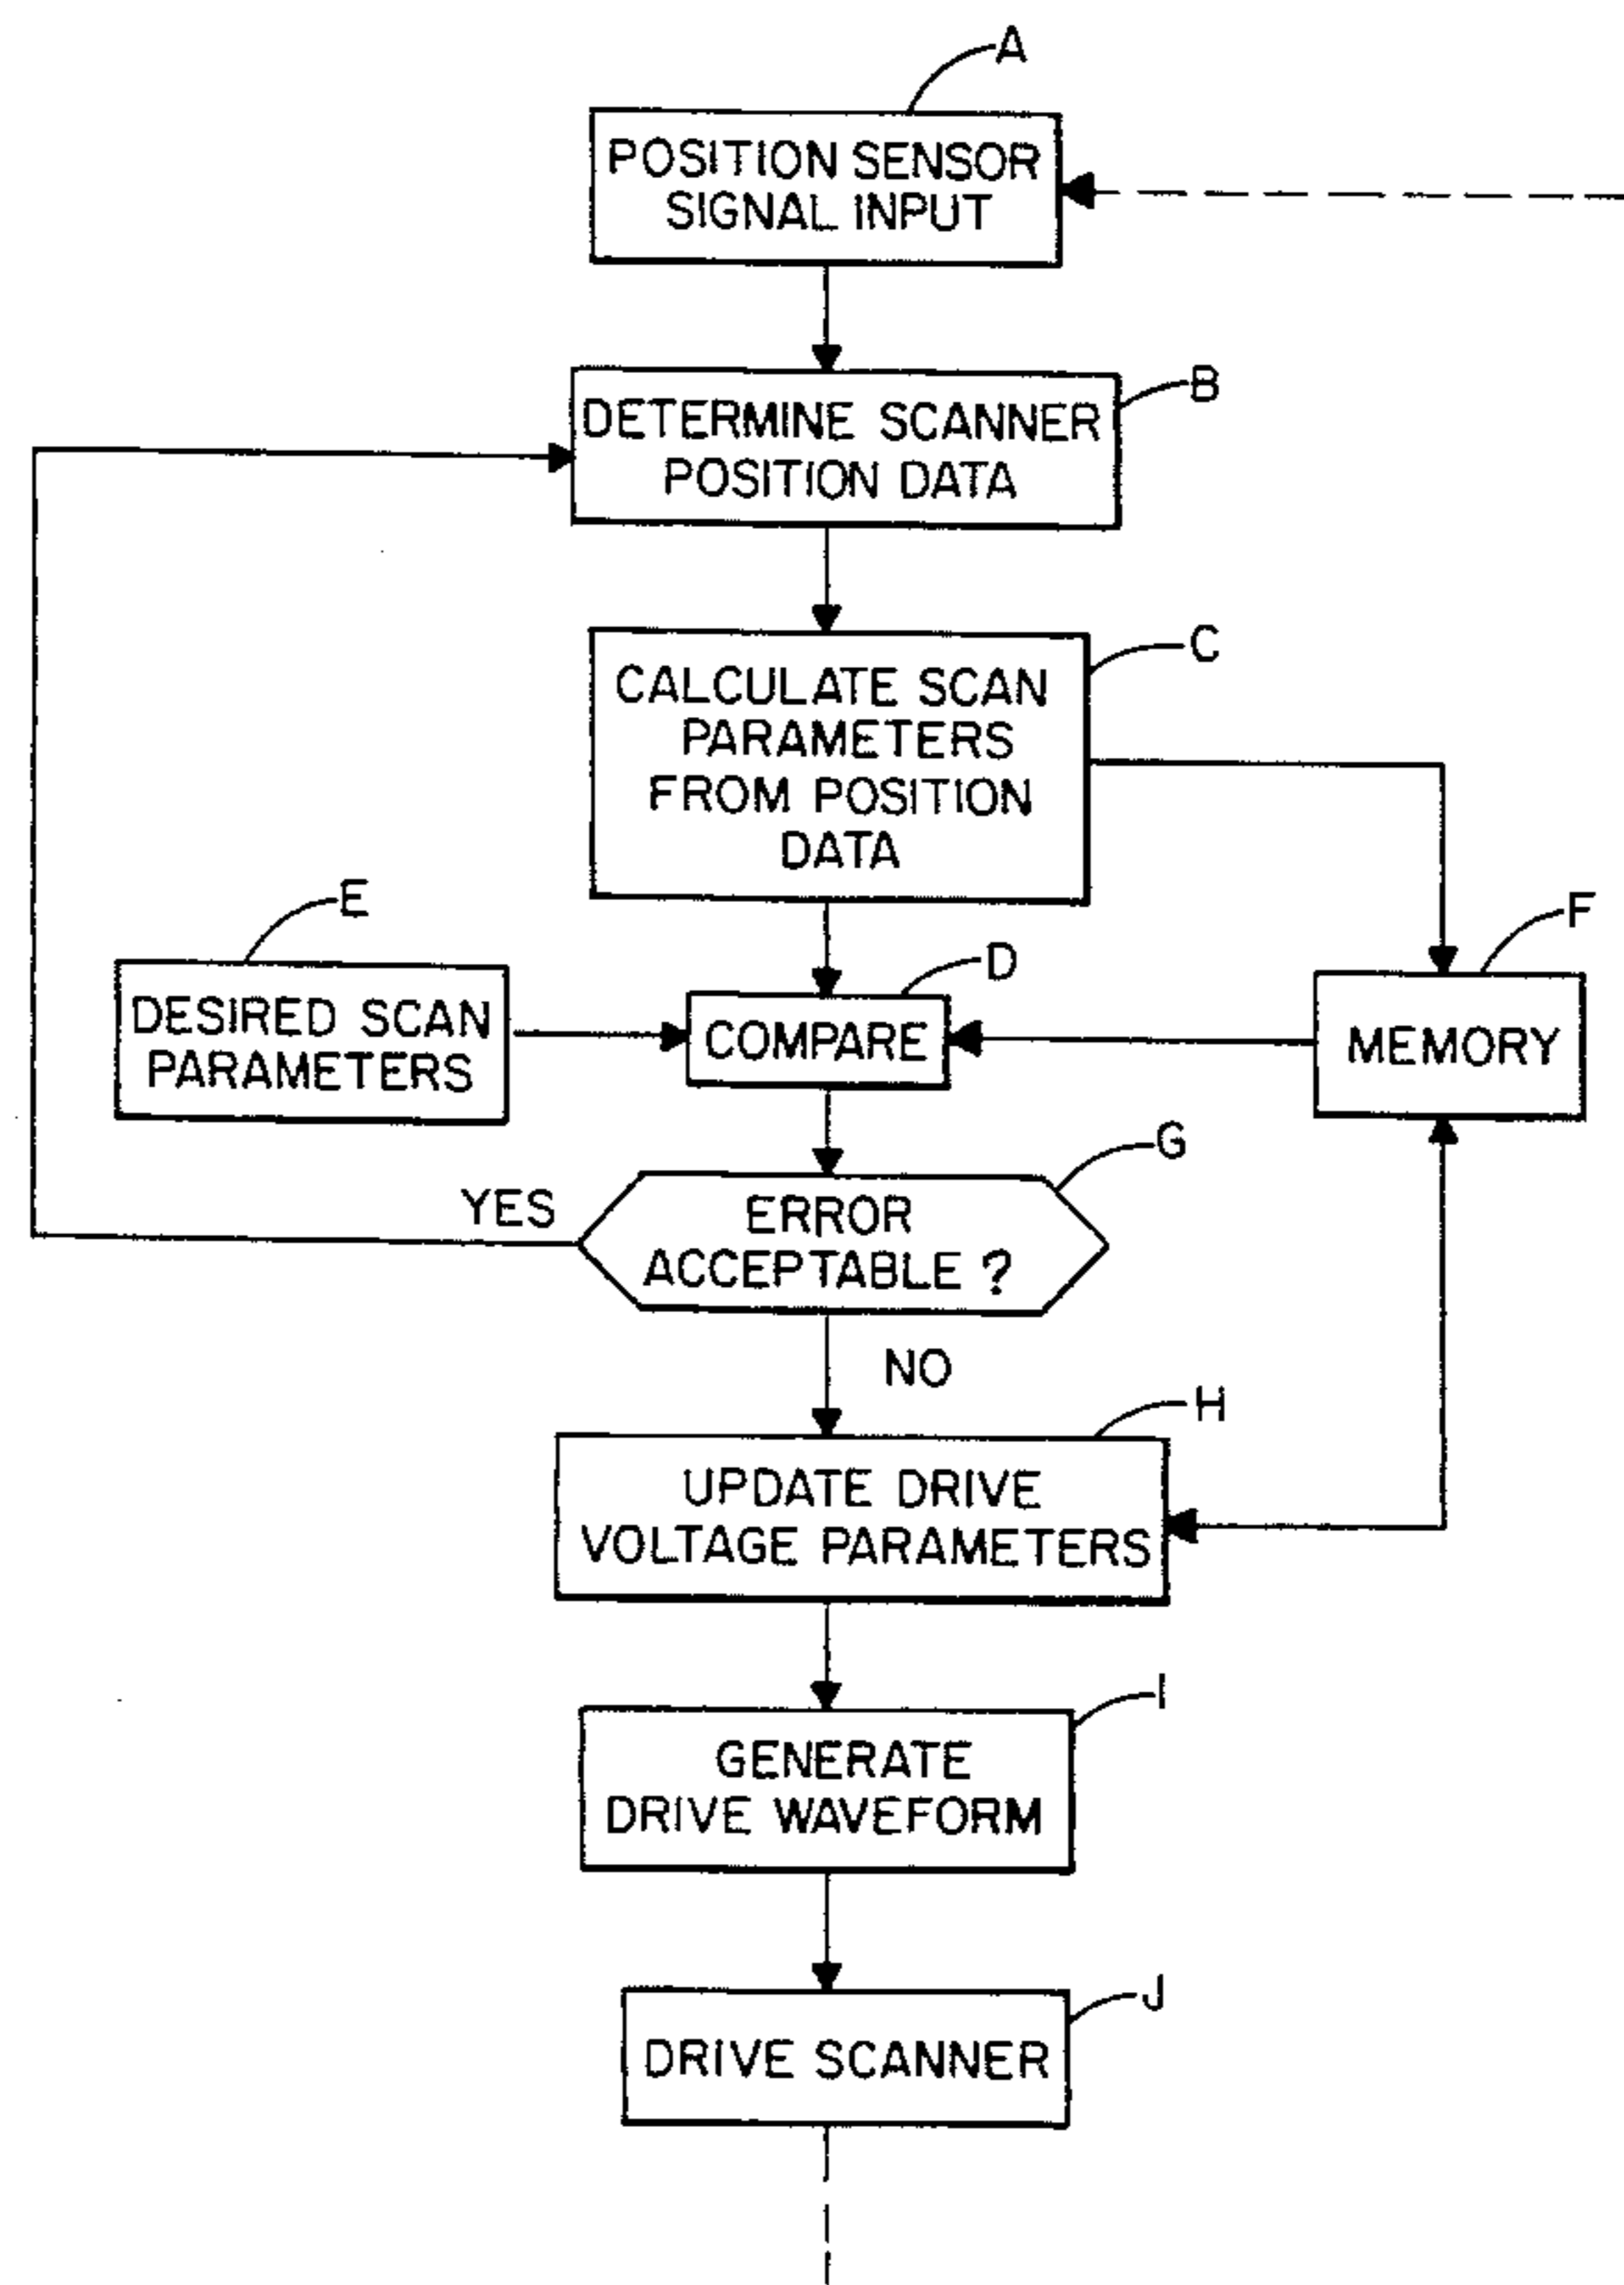 A
POSITION SENSOR
SIGNAL INPUT
B
DETERMINE SCANNER
POSITION DATA
C
CALCULATE SCAN
PARAMETERS
FROM POSITION
DATA
E
DESIRED SCAN
PARAMETERS
D
COMPARE
F
MEMORY
G
YES
ERROR
ACCEPTABLE ?
NO
H
UPDATE DRIVE
VOLTAGE PARAMETERS
I
GENERATE
DRIVE WAVEFORM
J
DRIVE SCANNER